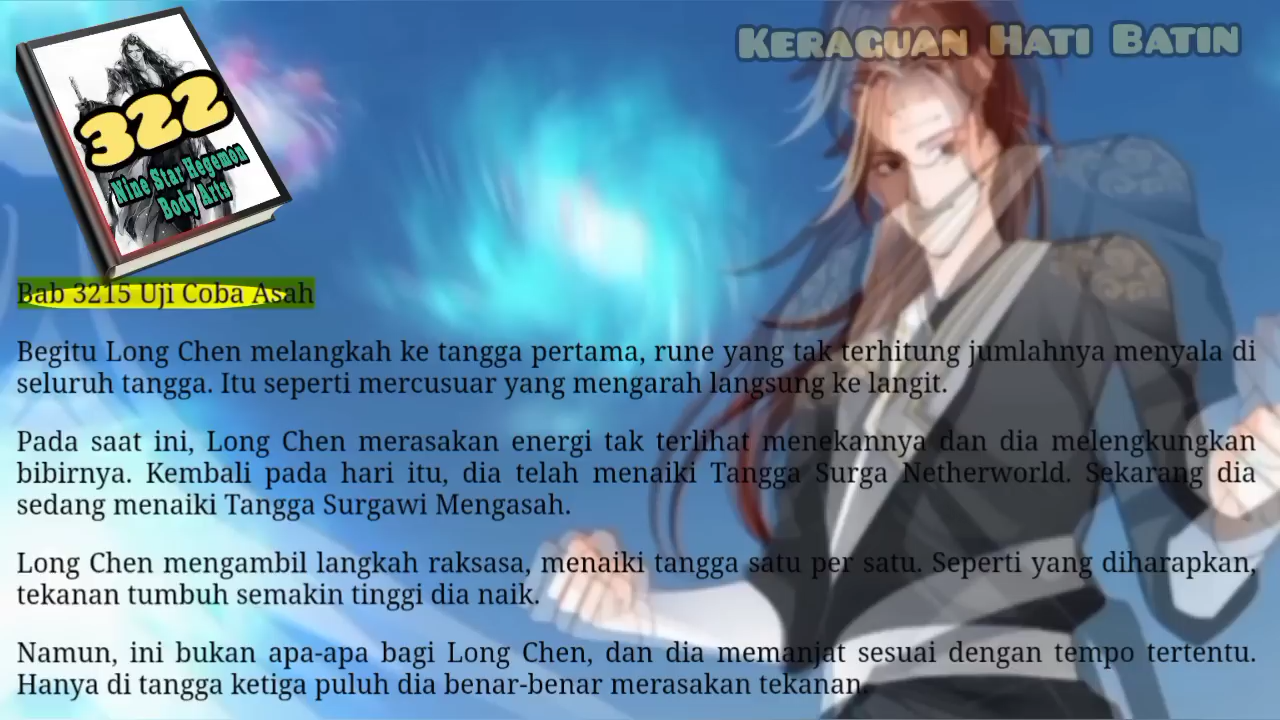 Keraguan Hati Batin
322
Nine Star Hegemon
Body Arts
Bab 3215 Uji Coba Asah
Begitu Long Chen melangkah ke tangga pertama, rune yang tak terhitung jumlahnya menyala di
seluruh tangga. Itu seperti mercusuar yang mengarah langsung ke langit.
Pada saat ini, Long Chen merasakan energi tak terlihat menekannya dan dia melengkungkan
bibirnya. Kembali pada hari itu, dia telah menaiki Tangga Surga Netherworld. Sekarang dia
sedang menaiki Tangga Surgawi Mengasah.
Long Chen mengambil langkah raksasa, menaiki tangga satu per satu. Seperti yang diharapkan,
tekanan tumbuh semakin tinggi dia naik.
Namun, ini bukan apa-apa bagi Long Chen, dan dia memanjat sesuai dengan tempo tertentu.
Hanya di tangga ketiga puluh dia benar-benar merasakan tekanan.